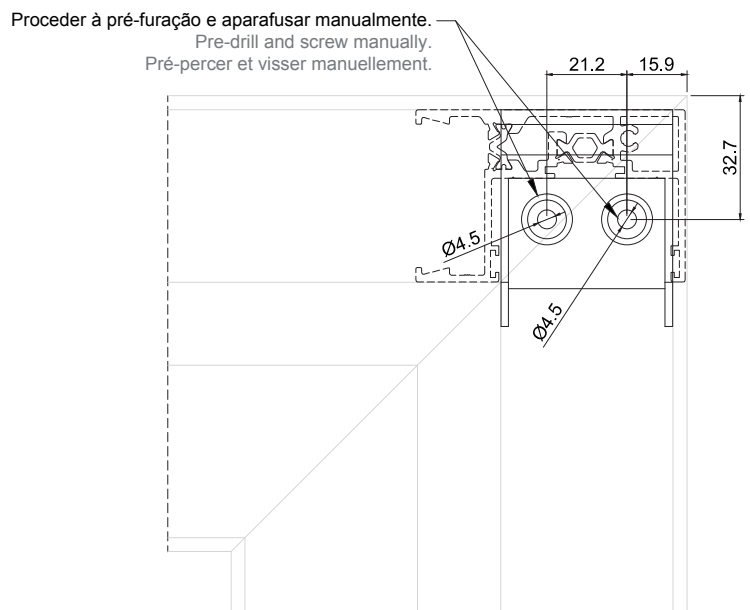 Proceder à pré-furação e aparafusar manualmente.
Pre-drill and screw manually.
Pré-percer et visser manuellement.
21.2
15.9
32.7
Ø4.5
Ø4.5